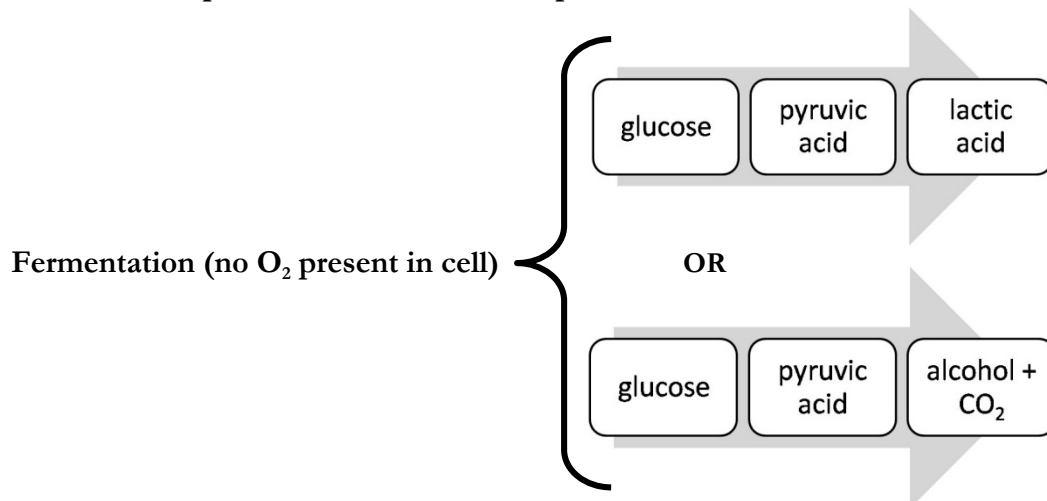 glucose
pyruvic
acid
lactic
acid
Fermentation (no O₂ present in cell)
OR
glucose
pyruvic
acid
alcohol +
CO₂